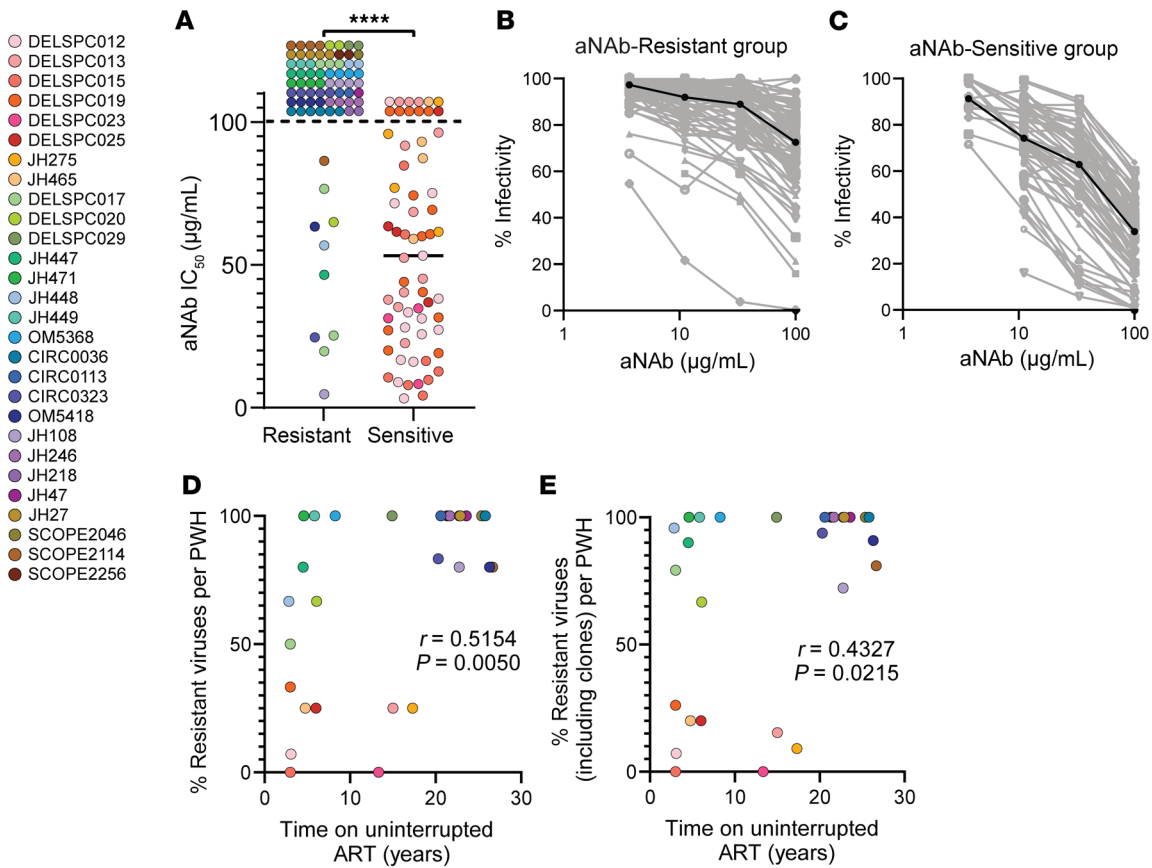 DELSPC012
DELSPC013
DELSPC015
DELSPC019
DELSPC023
DELSPC025
JH275
JH465
DELSPC017
DELSPC020
DELSPC029
JH447
JH471
JH448
JH449
OM5368
CIRC0036
CIRC0113
CIRC0323
OM5418
JH108
JH246
JH218
JH47
JH27
SCOPE2046
SCOPE2114
SCOPE2256
A
****
aNAb IC50 (µg/mL)
100
50
0
Resistant
Sensitive
B
aNAb-Resistant group
% Infectivity
100
80
60
40
20
0
1
10
100
aNAb (µg/mL)
C
aNAb-Sensitive group
% Infectivity
100
80
60
40
20
0
1
10
100
aNAb (µg/mL)
D
% Resistant viruses per PWH
100
50
0
r = 0.5154
P = 0.0050
0
10
20
30
Time on uninterrupted
ART (years)
E
% Resistant viruses
(including clones) per PWH
100
50
0
r = 0.4327
P = 0.0215
0
10
20
30
Time on uninterrupted
ART (years)